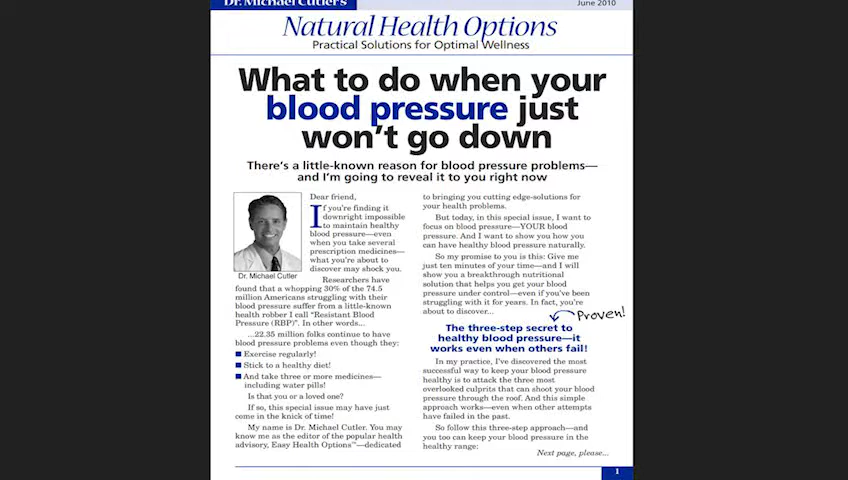 Dr. Michael Cutler's
June 2010
Natural Health Options
Practical Solutions for Optimal Wellness
What to do when your
blood pressure just
won't go down
There's a little-known reason for blood pressure problems—
and I'm going to reveal it to you right now
Dr. Michael Cutler
Dear friend,
If you're finding it
downright impossible
to maintain healthy
blood pressure—even
when you take several
prescription medicines—
what you're about to
discover may shock you.
Researchers have
found that a whopping 30% of the 74.5
million Americans struggling with their
blood pressure suffer from a little-known
health robber I call "Resistant Blood
Pressure (RBP)". In other words...
...22.35 million folks continue to have
blood pressure problems even though they:
■ Exercise regularly!
■ Stick to a healthy diet!
■ And take three or more medicines—
including water pills!
Is that you or a loved one?
If so, this special issue may have just
come in the knick of time!
My name is Dr. Michael Cutler. You may
know me as the editor of the popular health
advisory, Easy Health Options™—dedicated
to bringing you cutting edge-solutions for
your health problems.
But today, in this special issue, I want to
focus on blood pressure—YOUR blood
pressure. And I want to show you how you
can have healthy blood pressure naturally.
So my promise to you is this: Give me
just ten minutes of your time—and I will
show you a breakthrough nutritional
solution that helps you get your blood
pressure under control—even if you've been
struggling with it for years. In fact, you're
about to discover...
Proven!
The three-step secret to
healthy blood pressure—it
works even when others fail!
In my practice, I've discovered the most
successful way to keep your blood pressure
healthy is to attack the three most
overlooked culprits that can shoot your blood
pressure through the roof. And this simple
approach works—even when other attempts
have failed in the past.
So follow this three-step approach—and
you too can keep your blood pressure in the
healthy range:
Next page, please...
1